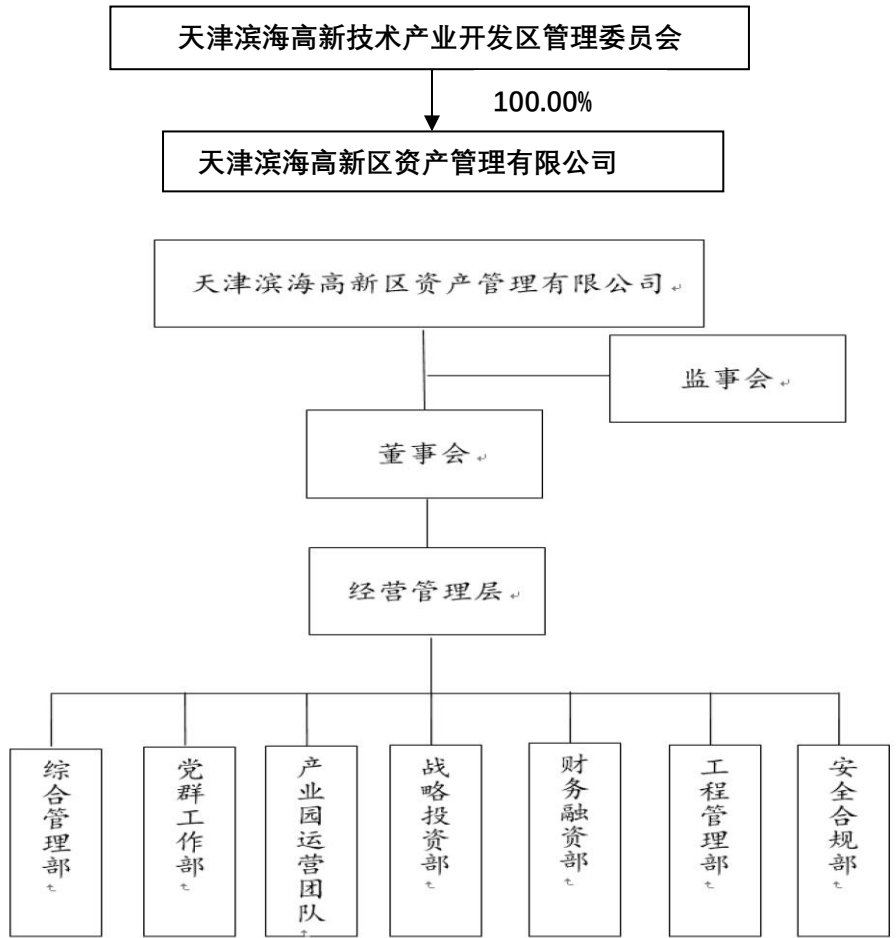 天津滨海高新技术产业开发区管理委员会
100.00%
天津滨海高新区资产管理有限公司
天津滨海高新区资产管理有限公司
监事会
董事会
经营管理层
综合管理部
党群工作部
产业园运营团队
战略投资部
财务融资部
工程管理部
安全合规部